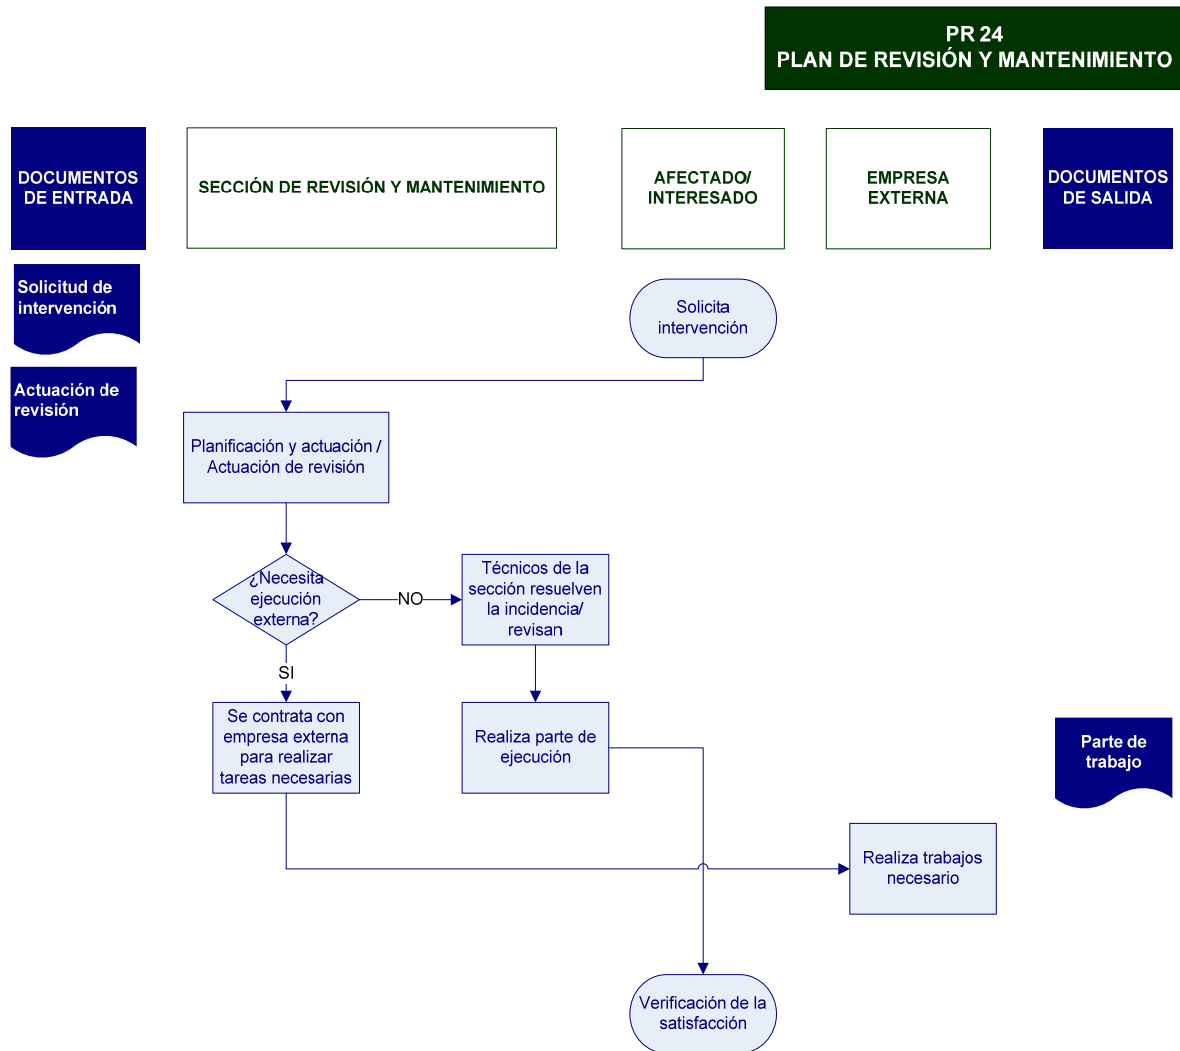 PR 24
PLAN DE REVISIÓN Y MANTENIMIENTO
DOCUMENTOS
DE ENTRADA
SECCIÓN DE REVISIÓN Y MANTENIMIENTO
AFECTADO/
INTERESADO
EMPRESA
EXTERNA
DOCUMENTOS
DE SALIDA
Solicitud de
intervención
Solicita
intervención
Actuación de
revisión
Planificación y actuación /
Actuación de revisión
¿Necesita
ejecución
externa?
NO
Técnicos de la
sección resuelven
la incidencia/
revisan
SI
Se contrata con
empresa externa
para realizar
tareas necesarias
Realiza parte de
ejecución
Parte de
trabajo
Realiza trabajos
necesario
Verificación de la
satisfacción